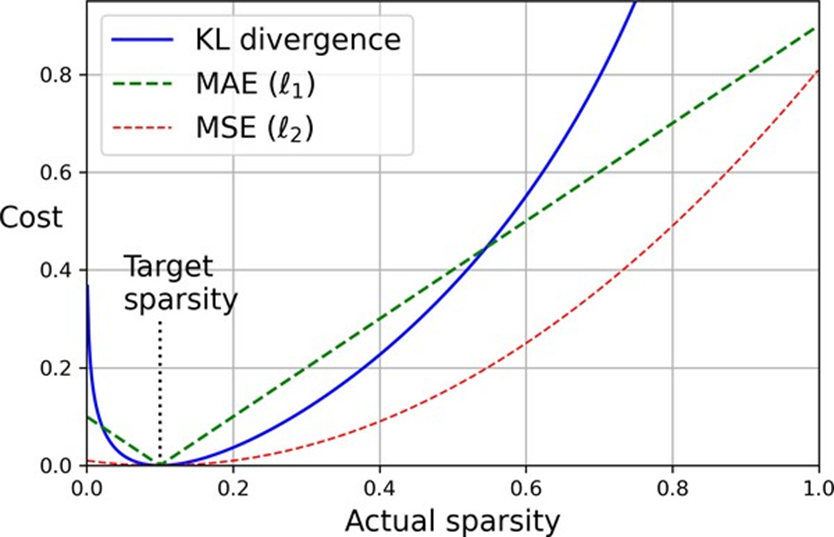 KL divergence
MAE (ℓ₁)
MSE (ℓ₂)
0.8
0.6
Cost
0.4
Target
sparsity
0.2
0.0
0.0 0.2 0.4 0.6 0.8 1.0
Actual sparsity